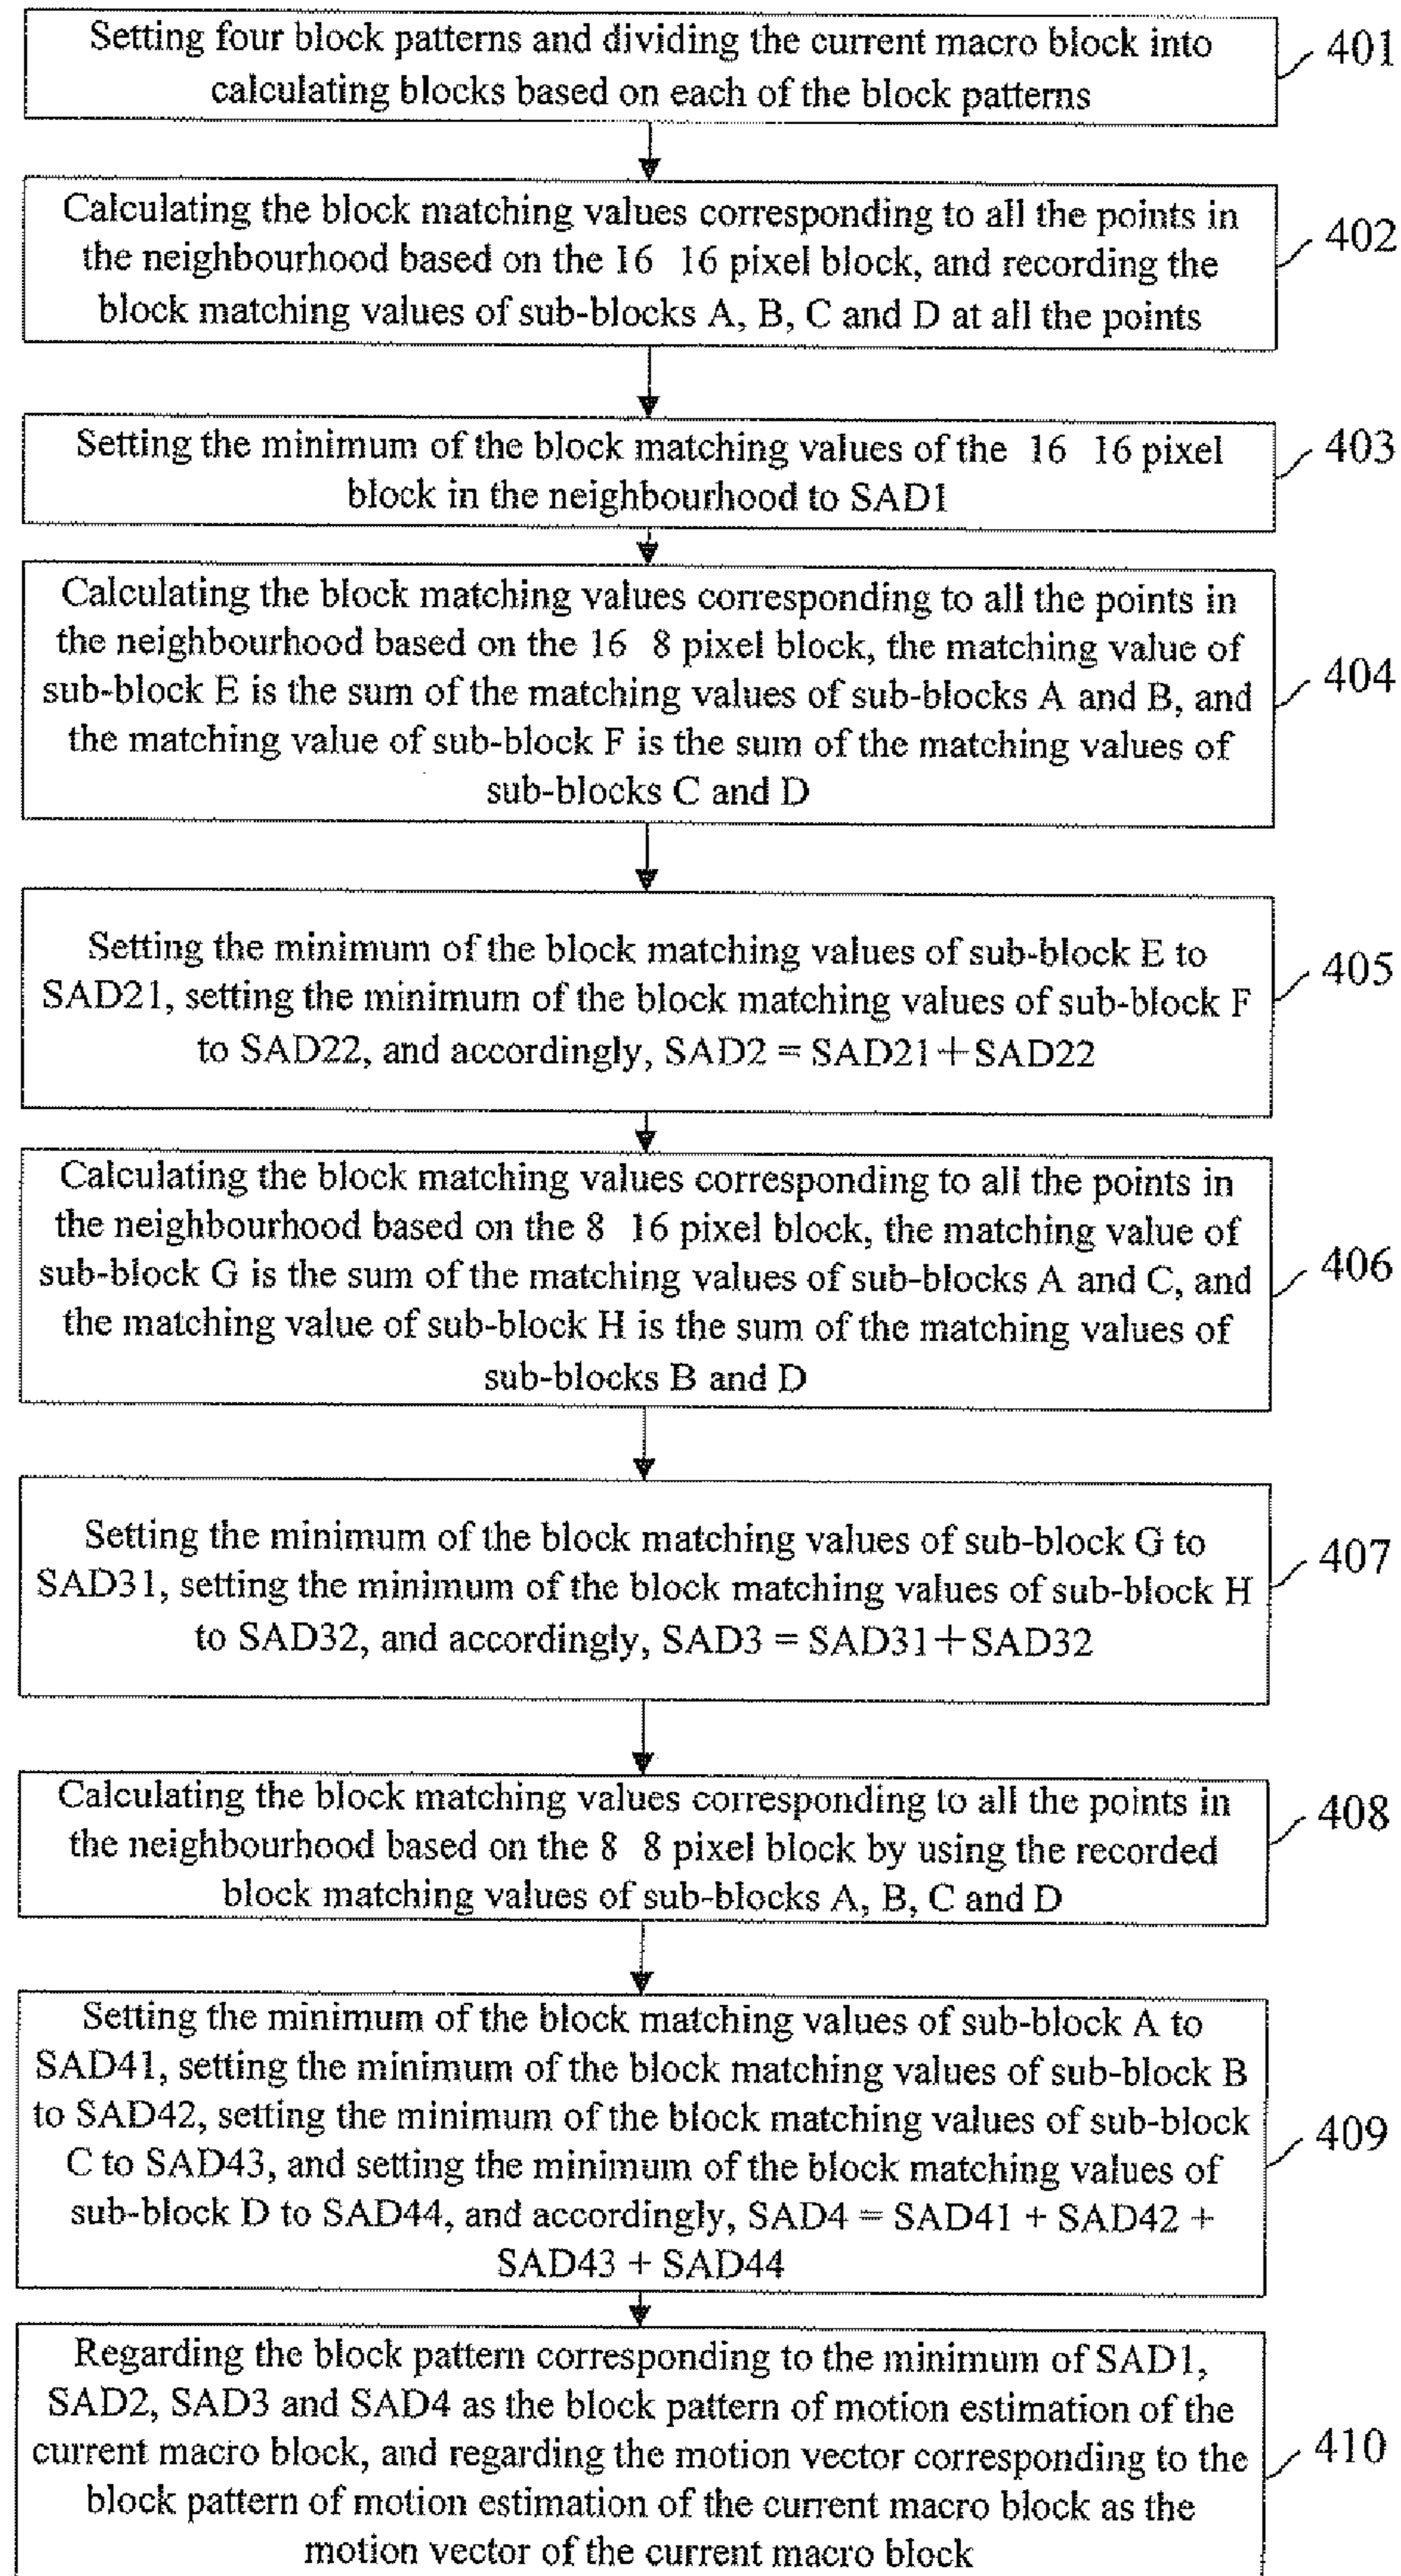 Setting four block patterns and dividing the current macro block into
calculating blocks based on each of the block patterns
401
Calculating the block matching values corresponding to all the points in
the neighbourhood based on the 16 16 pixel block, and recording the
block matching values of sub-blocks A, B, C and D at all the points
402
Setting the minimum of the block matching values of the 16 16 pixel
block in the neighbourhood to SAD1
403
Calculating the block matching values corresponding to all the points in
the neighbourhood based on the 16 8 pixel block, the matching value of
sub-block E is the sum of the matching values of sub-blocks A and B, and
the matching value of sub-block F is the sum of the matching values of
sub-blocks C and D
404
Setting the minimum of the block matching values of sub-block E to
SAD21, setting the minimum of the block matching values of sub-block F
to SAD22, and accordingly, SAD2 = SAD21+SAD22
405
Calculating the block matching values corresponding to all the points in
the neighbourhood based on the 8 16 pixel block, the matching value of
sub-block G is the sum of the matching values of sub-blocks A and C, and
the matching value of sub-block H is the sum of the matching values of
sub-blocks B and D
406
Setting the minimum of the block matching values of sub-block G to
SAD31, setting the minimum of the block matching values of sub-block H
to SAD32, and accordingly, SAD3 = SAD31+SAD32
407
Calculating the block matching values corresponding to all the points in
the neighbourhood based on the 8 8 pixel block by using the recorded
block matching values of sub-blocks A, B, C and D
408
Setting the minimum of the block matching values of sub-block A to
SAD41, setting the minimum of the block matching values of sub-block B
to SAD42, setting the minimum of the block matching values of sub-block
C to SAD43, and setting the minimum of the block matching values of
sub-block D to SAD44, and accordingly, SAD4 = SAD41 + SAD42 +
SAD43 + SAD44
409
Regarding the block pattern corresponding to the minimum of SAD1,
SAD2, SAD3 and SAD4 as the block pattern of motion estimation of the
current macro block, and regarding the motion vector corresponding to the
block pattern of motion estimation of the current macro block as the
motion vector of the current macro block
410